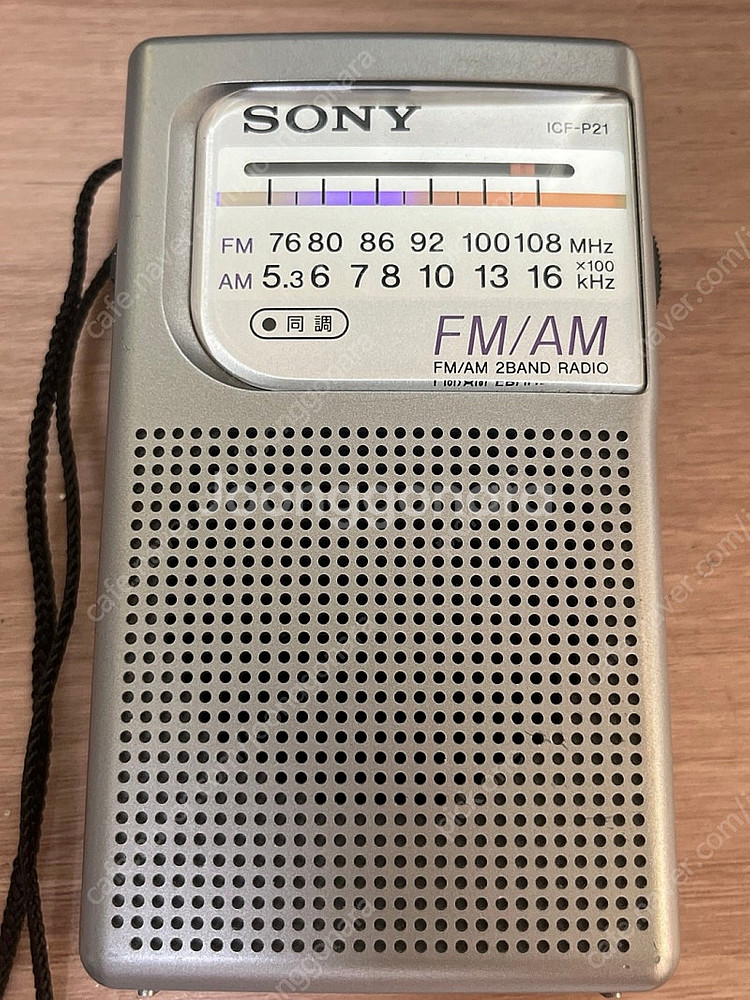 SONY
ICF-P21
FM 76 80 86 92 100 108 MHz
AM 5.3 6 7 8 10 13 16 ×100 kHz
同調
FM/AM
FM/AM 2BAND RADIO
Joonggonara